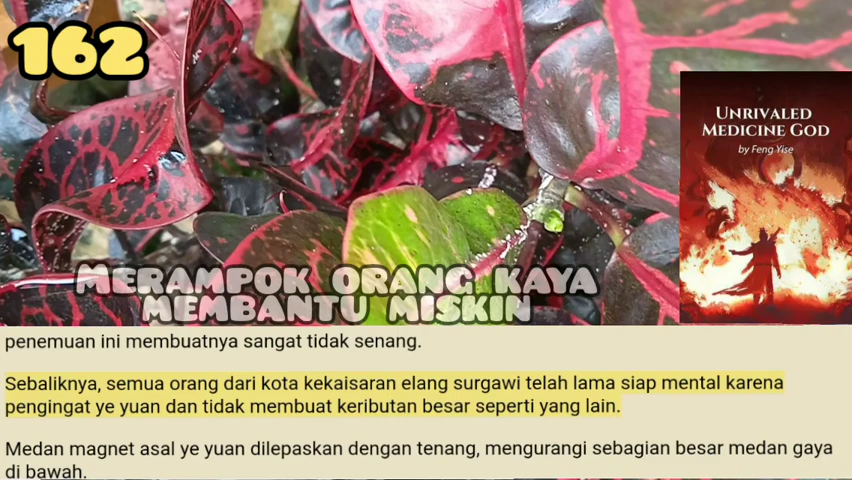 162
UNRIVALED
MEDICINE GOD
by Feng Yise
MERAMPOK ORANG KAYA
MEMBANTU MISKIN
penemuan ini membuatnya sangat tidak senang.
Sebaliknya, semua orang dari kota kekaisaran elang surgawi telah lama siap mental karena
pengingat ye yuan dan tidak membuat keributan besar seperti yang lain.
Medan magnet asal ye yuan dilepaskan dengan tenang, mengurangi sebagian besar medan gaya
di bawah.